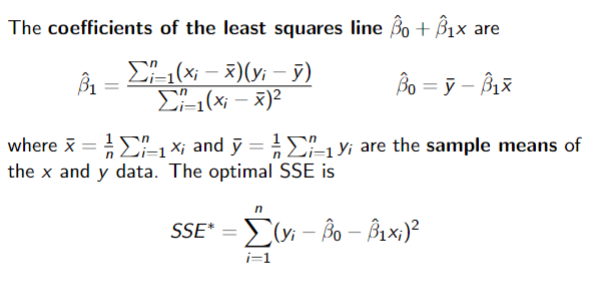 The coefficients of the least squares line β̂₀ + β̂₁x are
β̂₁ = ∑ⁿᵢ₌₁(xᵢ − x̄)(yᵢ − ȳ) / ∑ⁿᵢ₌₁(xᵢ − x̄)²    β̂₀ = ȳ − β̂₁x̄
where x̄ = 1/n ∑ⁿᵢ₌₁ xᵢ and ȳ = 1/n ∑ⁿᵢ₌₁ yᵢ are the sample means of
the x and y data. The optimal SSE is
SSE* = ∑ⁿᵢ₌₁(yᵢ − β̂₀ − β̂₁xᵢ)²